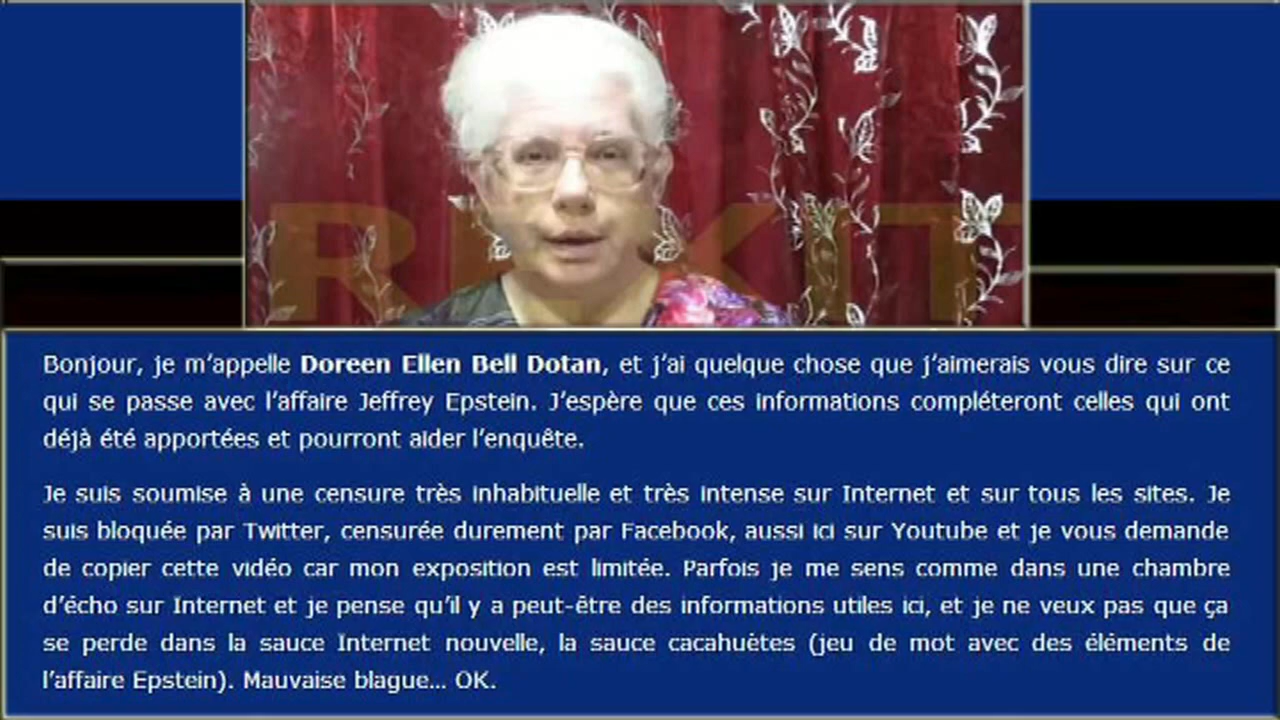 Bonjour, je m’appelle Doreen Ellen Bell Dotan, et j’ai quelque chose que j’aimerais vous dire sur ce
qui se passe avec l’affaire Jeffrey Epstein. J’espère que ces informations compléteront celles qui ont
déjà été apportées et pourront aider l’enquête.
Je suis soumise à une censure très inhabituelle et très intense sur Internet et sur tous les sites. Je
suis bloquée par Twitter, censurée durement par Facebook, aussi ici sur Youtube et je vous demande
de copier cette vidéo car mon exposition est limitée. Parfois je me sens comme dans une chambre
d’écho sur Internet et je pense qu’il y a peut-être des informations utiles ici, et je ne veux pas que ça
se perde dans la sauce Internet nouvelle, la sauce cacahuètes (jeu de mot avec des éléments de
l’affaire Epstein). Mauvaise blague... OK.